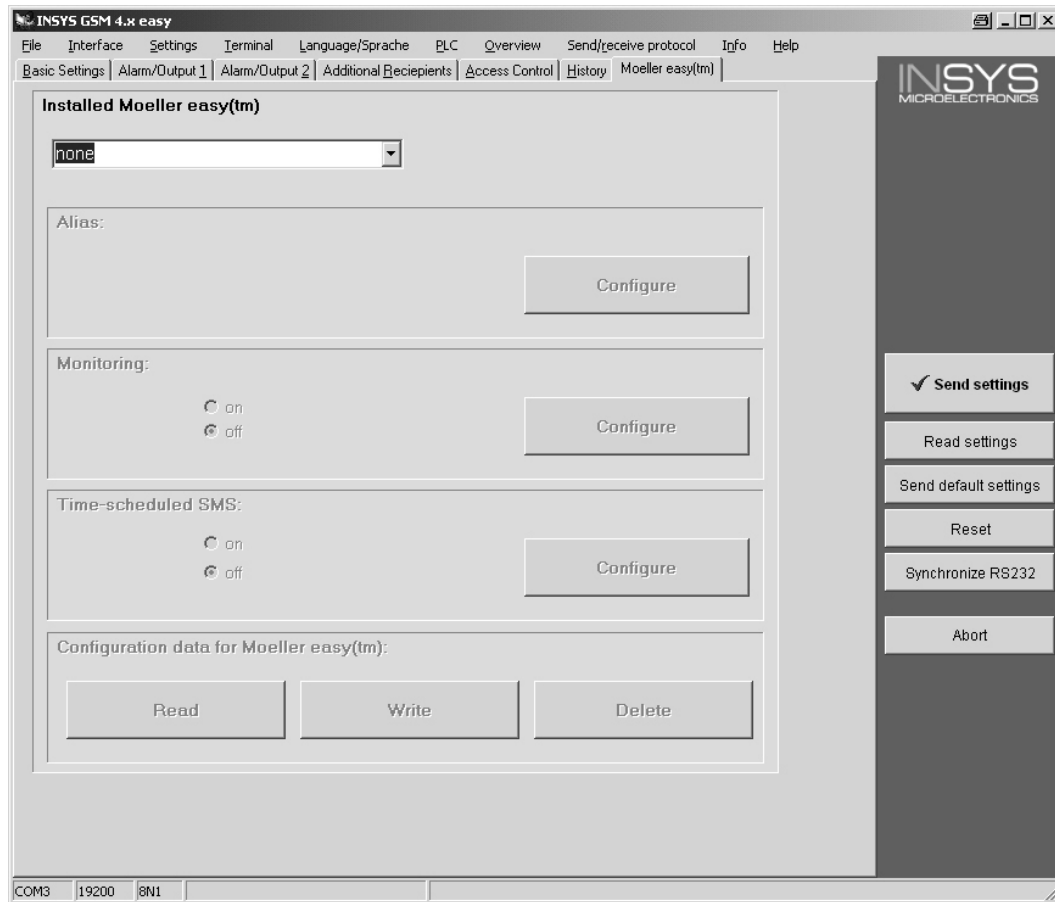 INSYS GSM 4.x easy
File Interface Settings Terminal Language/Sprache PLC Overview Send/receive protocol Info Help
Basic Settings Alarm/Output 1 Alarm/Output 2 Additional Reciepients Access Control History Moeller easy(tm)
INSYS
MICROELECTRONICS
Installed Moeller easy(tm)
none
Alias:
Configure
Monitoring:
on
off
Configure
Time-scheduled SMS:
on
off
Configure
Configuration data for Moeller easy(tm):
Read Write Delete
Send settings
Read settings
Send default settings
Reset
Synchronize RS232
Abort
COM3 19200 8N1